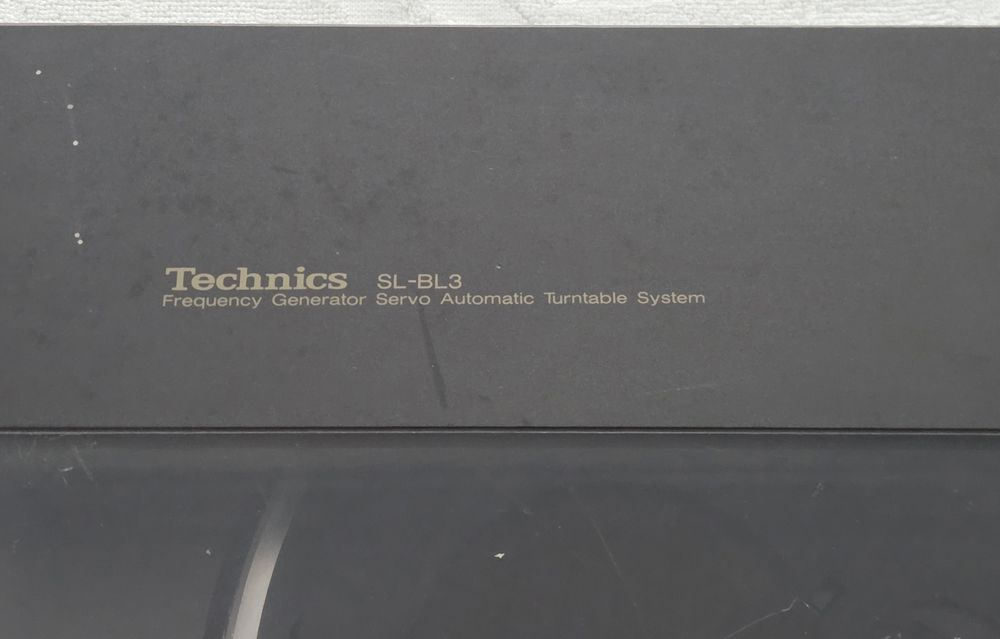 Technics SL-BL3
Frequency Generator Servo Automatic Turntable System